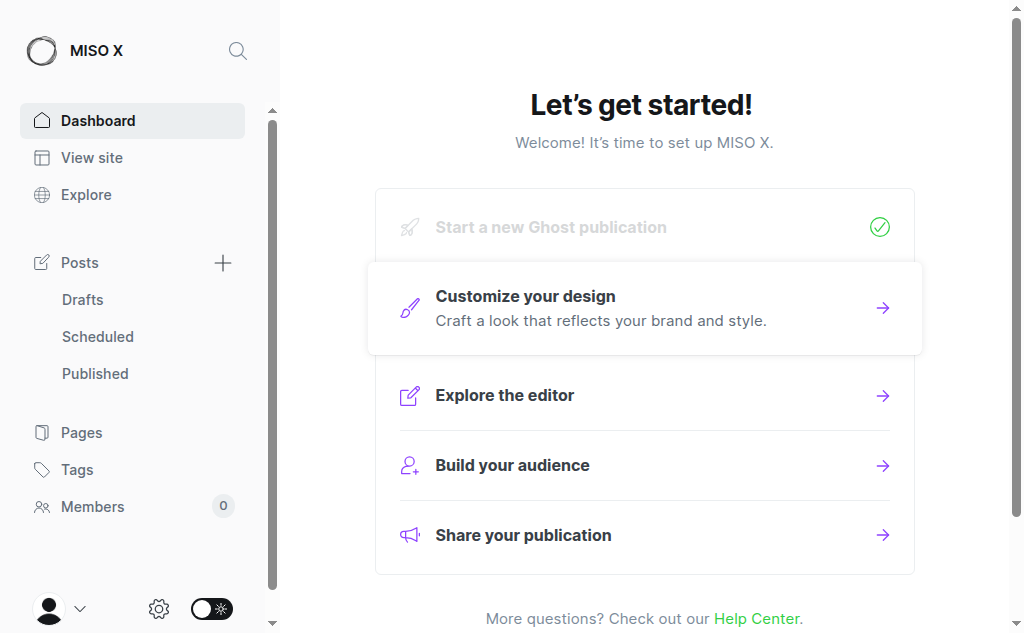 MISO X
Dashboard
View site
Explore
Posts
Drafts
Scheduled
Published
Pages
Tags
Members
0
Let’s get started!
Welcome! It’s time to set up MISO X.
Start a new Ghost publication
Customize your design
Craft a look that reflects your brand and style.
Explore the editor
Build your audience
Share your publication
More questions? Check out our Help Center.